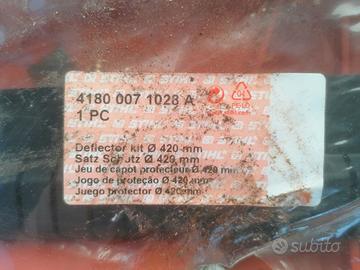 4180 007 1028 A
1 PC
Deflector kit Ø 420 mm
Satz Schutz Ø 420 mm
Jeu de capot protecteur Ø 420 mm
Jogo de proteção Ø 420 mm
Juego protector Ø 420 mm
STIHL
subito